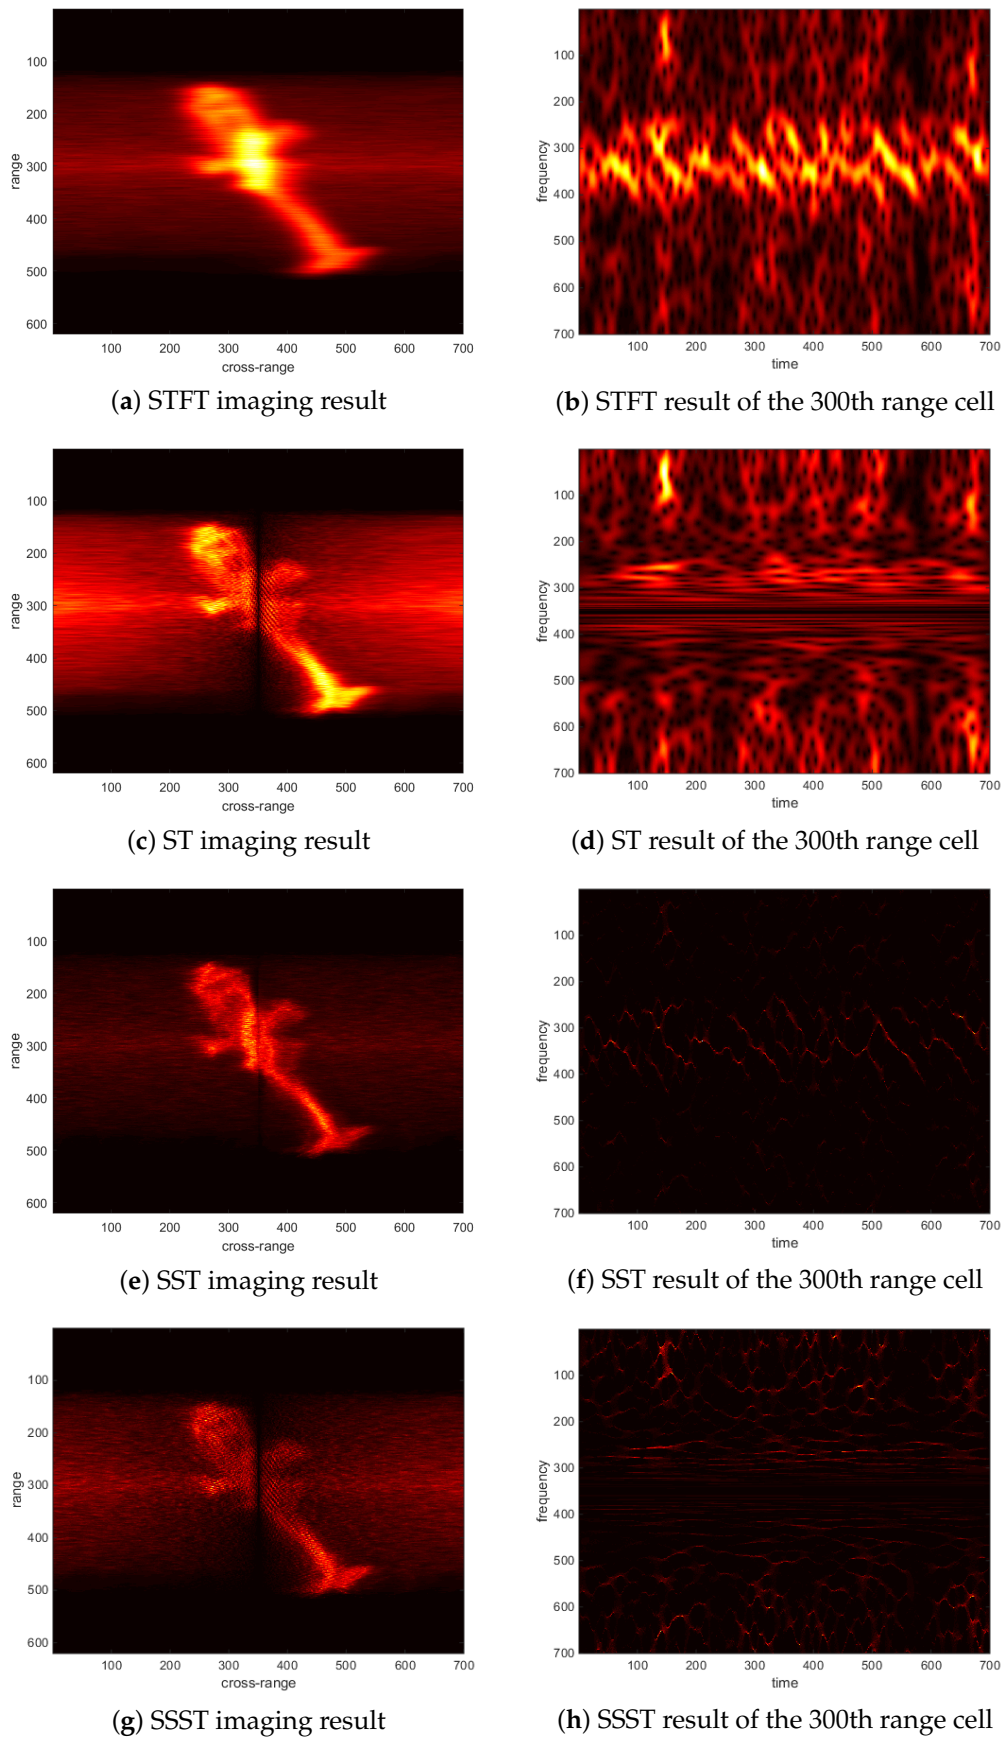 100
200
300
400
500
600
range
100 200 300 400 500 600 700
cross-range
(a) STFT imaging result
100
200
300
400
500
600
700
frequency
100 200 300 400 500 600 700
time
(b) STFT result of the 300th range cell
100
200
300
400
500
600
range
100 200 300 400 500 600 700
cross-range
(c) ST imaging result
100
200
300
400
500
600
700
frequency
100 200 300 400 500 600 700
time
(d) ST result of the 300th range cell
100
200
300
400
500
600
range
100 200 300 400 500 600 700
cross-range
(e) SST imaging result
100
200
300
400
500
600
700
frequency
100 200 300 400 500 600 700
time
(f) SST result of the 300th range cell
100
200
300
400
500
600
range
100 200 300 400 500 600 700
cross-range
(g) SSST imaging result
100
200
300
400
500
600
700
frequency
100 200 300 400 500 600 700
time
(h) SSST result of the 300th range cell